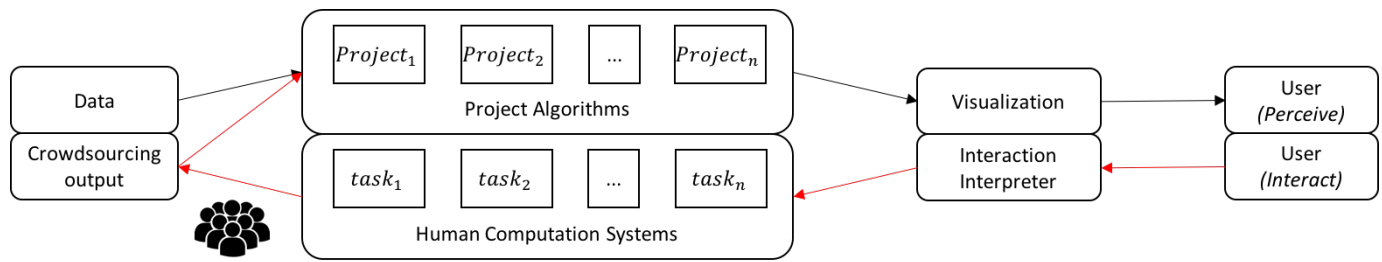 Project₁ Project₂ ... Projectₙ
Project Algorithms
Data
Crowdsourcing
output
task₁ task₂ ... taskₙ
Human Computation Systems
Visualization
Interaction
Interpreter
User
(Perceive)
User
(Interact)